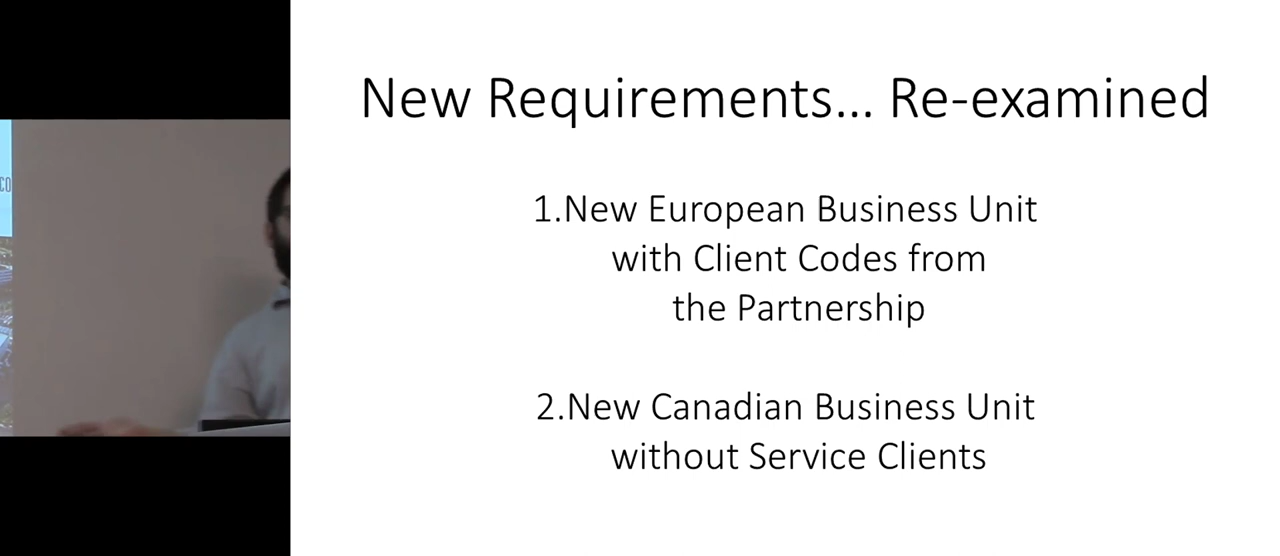 New Requirements... Re-examined
1.New European Business Unit
with Client Codes from
the Partnership
2.New Canadian Business Unit
without Service Clients